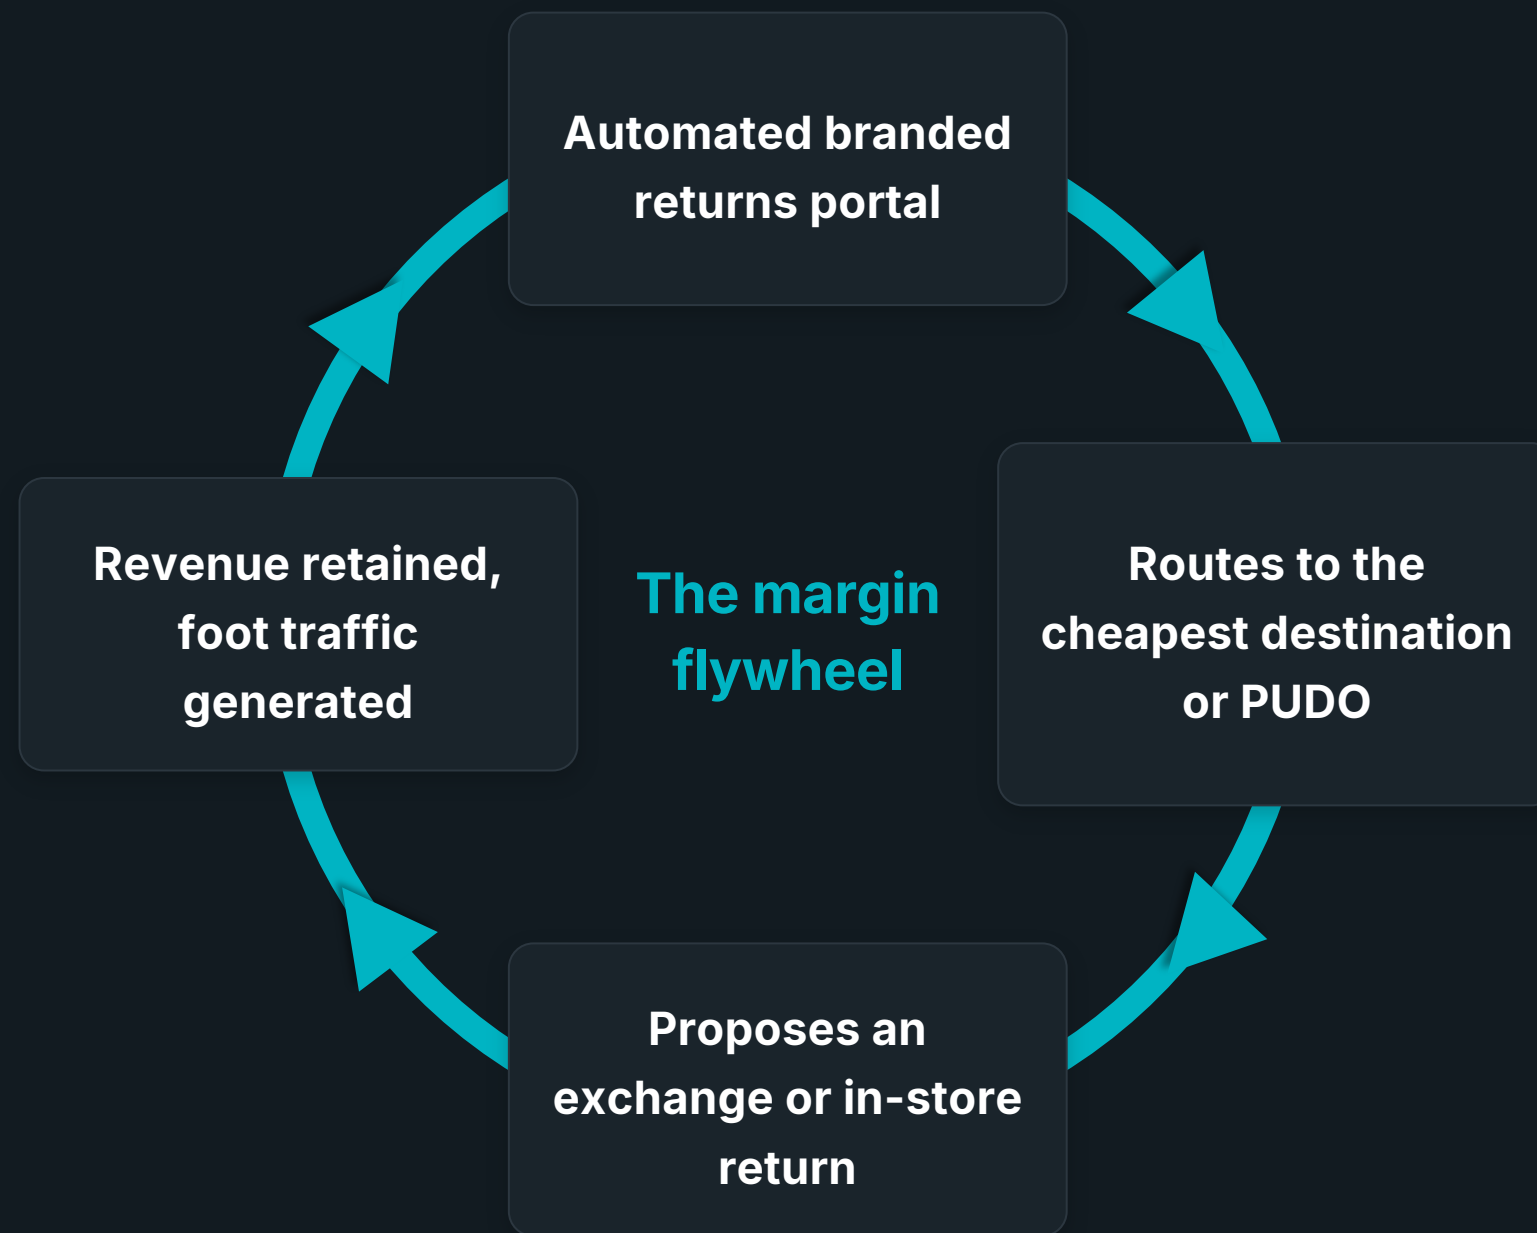 Automated branded
returns portal
Revenue retained,
foot traffic
generated
The margin
flywheel
Routes to the
cheapest destination
or PUDO
Proposes an
exchange or in-store
return